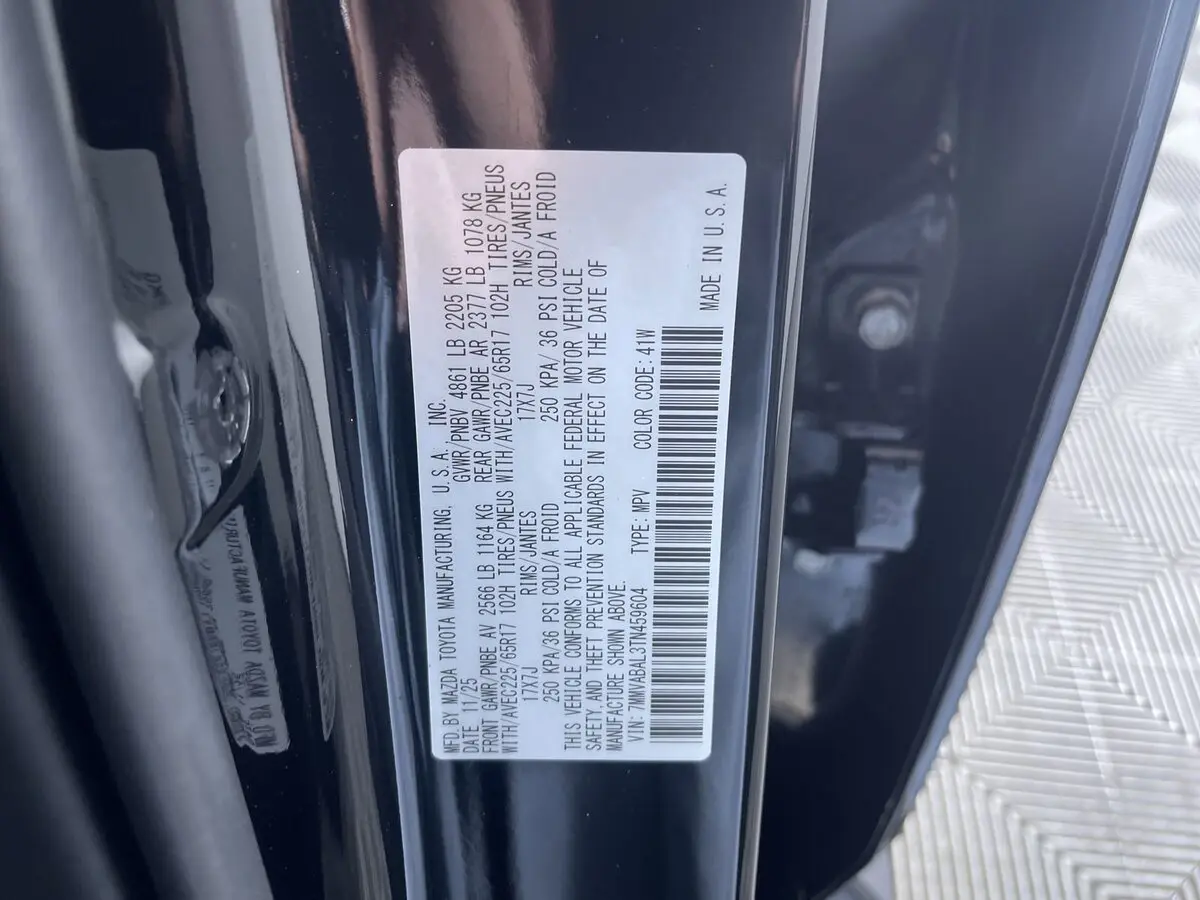 MFD. BY MAZDA TOYOTA MANUFACTURING, U.S.A., INC.
DATE 11/25 GVWR/PNBV 4861 LB 2205 KG
FRONT GAWR/PNBE AV 2566 LB 1164 KG REAR GAWR/PNBE AR 2377 LB 1078 KG
WITH/AVEC225/65R17 102H TIRES/PNEUS WITH/AVEC225/65R17 102H TIRES/PNEUS
17X7J RIMS/JANTES 17X7J RIMS/JANTES
250 KPA/36 PSI COLD/A FROID 250 KPA/ 36 PSI COLD/A FROID
THIS VEHICLE CONFORMS TO ALL APPLICABLE FEDERAL MOTOR VEHICLE
SAFETY, AND THEFT PREVENTION STANDARDS IN EFFECT ON THE DATE OF
MANUFACTURE SHOWN ABOVE.
VIN: 7MMVABAL3TN459604 TYPE: MPV COLOR CODE: 41W
MADE IN U.S.A.